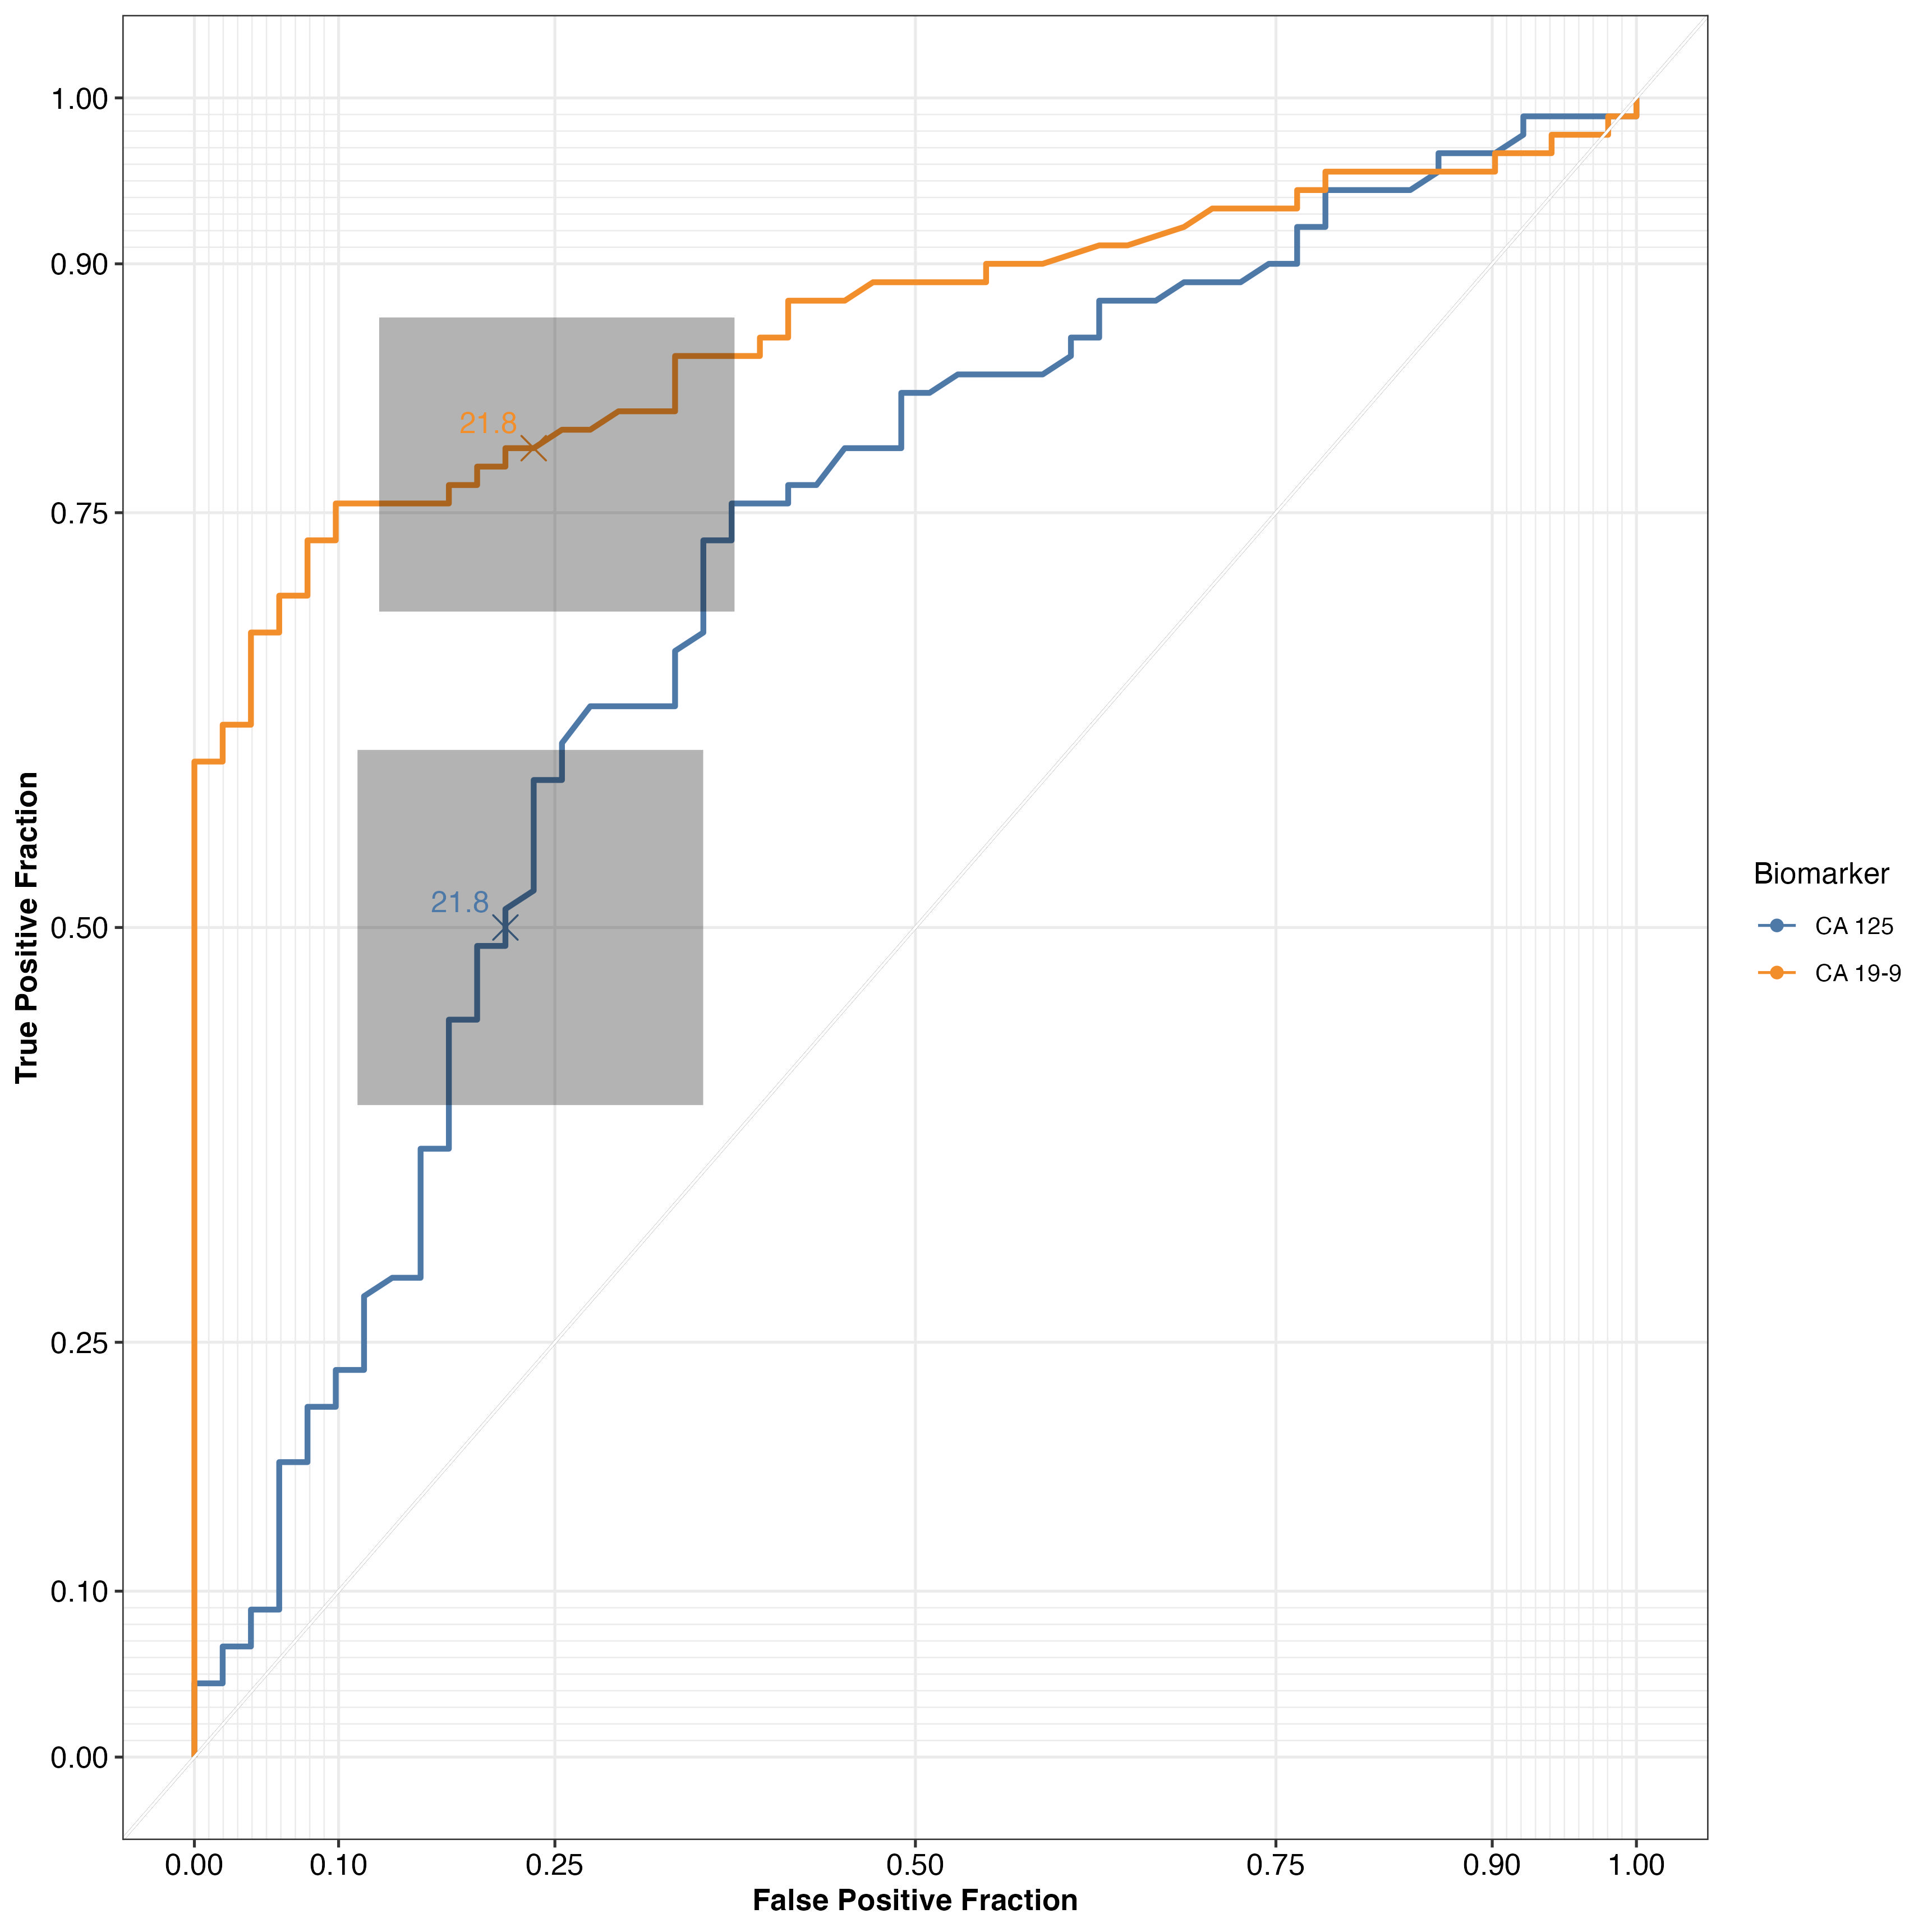 True Positive Fraction
1.00
0.90
0.75
0.50
0.25
0.10
0.00
21.8
21.8
0.00 0.10 0.25 0.50 0.75 0.90 1.00
False Positive Fraction
Biomarker
CA 125
CA 19-9